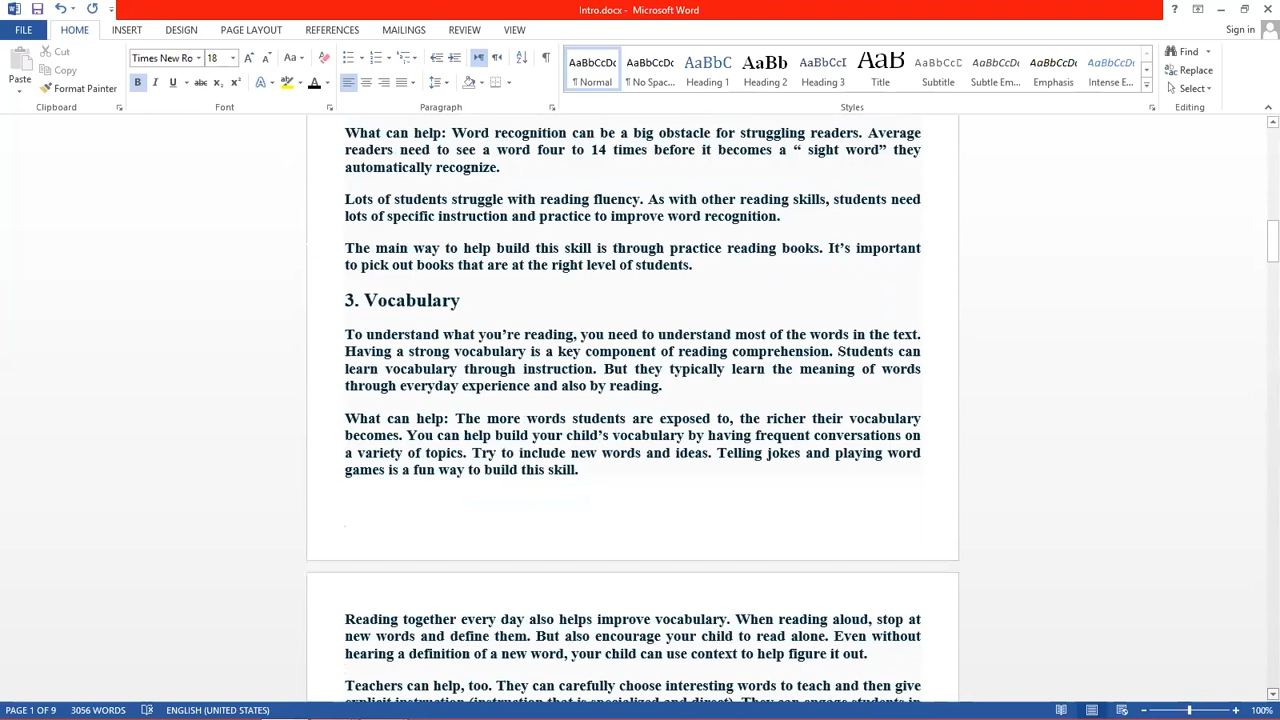 Intro.docx - Microsoft Word
Sign in
FILE HOME INSERT DESIGN PAGE LAYOUT REFERENCES MAILINGS REVIEW VIEW
Paste
Cut
Copy
Format Painter
Clipboard
Times New Ro 18
Font
Paragraph
AaBbCcDc ¶ Normal
AaBbCcDc ¶ No Spac...
AaBbC Heading 1
AaBb Heading 2
AaBbCcI Heading 3
AaB Title
AaBbCcD Subtitle
AaBbCcDc Subtle Em...
AaBbCcDc Emphasis
AaBbCcDc Intense E...
Styles
Find
Replace
Select
Editing
What can help: Word recognition can be a big obstacle for struggling readers. Average
readers need to see a word four to 14 times before it becomes a “ sight word” they
automatically recognize.
Lots of students struggle with reading fluency. As with other reading skills, students need
lots of specific instruction and practice to improve word recognition.
The main way to help build this skill is through practice reading books. It’s important
to pick out books that are at the right level of students.
3. Vocabulary
To understand what you’re reading, you need to understand most of the words in the text.
Having a strong vocabulary is a key component of reading comprehension. Students can
learn vocabulary through instruction. But they typically learn the meaning of words
through everyday experience and also by reading.
What can help: The more words students are exposed to, the richer their vocabulary
becomes. You can help build your child’s vocabulary by having frequent conversations on
a variety of topics. Try to include new words and ideas. Telling jokes and playing word
games is a fun way to build this skill.
Reading together every day also helps improve vocabulary. When reading aloud, stop at
new words and define them. But also encourage your child to read alone. Even without
hearing a definition of a new word, your child can use context to help figure it out.
Teachers can help, too. They can carefully choose interesting words to teach and then give
explicit instruction (instruction that is specialized and direct). They can engage students in
PAGE 1 OF 9 3056 WORDS ENGLISH (UNITED STATES) 100%